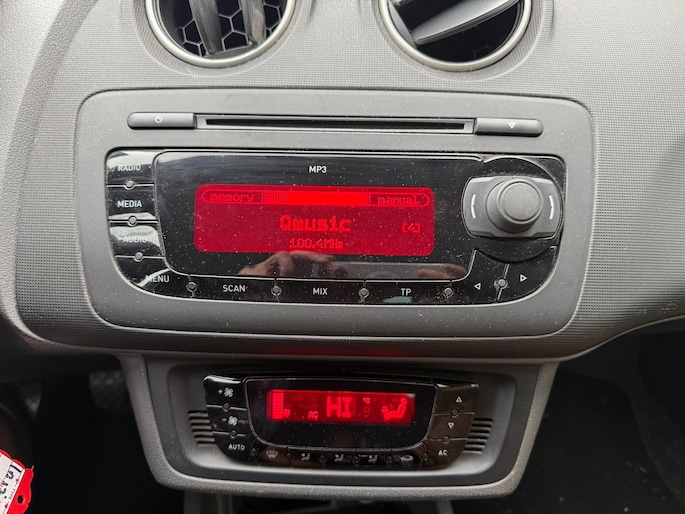 MP3
RADIO
MEDIA
AUDIO
MENU
memory
manual
Qmusic
[4]
100.4MHz
SCAN
MIX
TP
HI
AUTO
AC